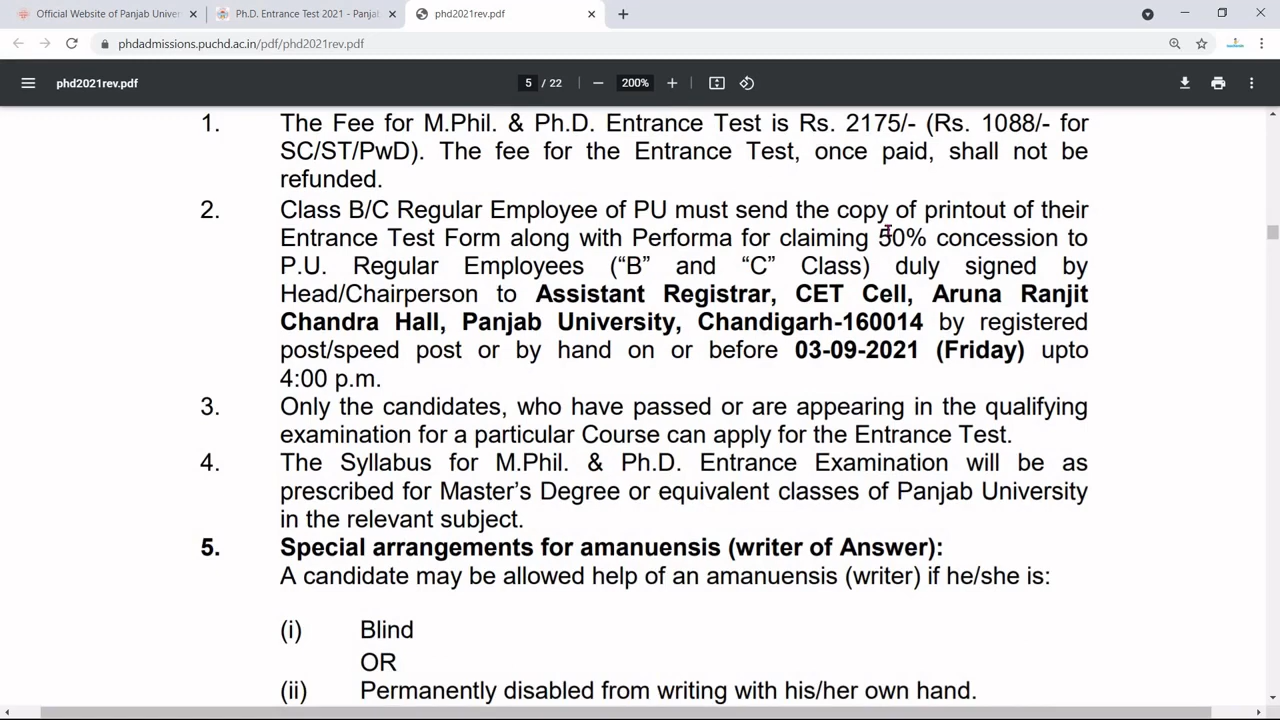 Official Website of Panjab Univer
Ph.D. Entrance Test 2021 - Panjab
phd2021rev.pdf
phdadmissions.puchd.ac.in/pdf/phd2021rev.pdf
phd2021rev.pdf
5 / 22
200%
1. The Fee for M.Phil. & Ph.D. Entrance Test is Rs. 2175/- (Rs. 1088/- for
SC/ST/PwD). The fee for the Entrance Test, once paid, shall not be
refunded.
2. Class B/C Regular Employee of PU must send the copy of printout of their
Entrance Test Form along with Performa for claiming 50% concession to
P.U. Regular Employees (“B” and “C” Class) duly signed by
Head/Chairperson to Assistant Registrar, CET Cell, Aruna Ranjit
Chandra Hall, Panjab University, Chandigarh-160014 by registered
post/speed post or by hand on or before 03-09-2021 (Friday) upto
4:00 p.m.
3. Only the candidates, who have passed or are appearing in the qualifying
examination for a particular Course can apply for the Entrance Test.
4. The Syllabus for M.Phil. & Ph.D. Entrance Examination will be as
prescribed for Master’s Degree or equivalent classes of Panjab University
in the relevant subject.
5. Special arrangements for amanuensis (writer of Answer):
A candidate may be allowed help of an amanuensis (writer) if he/she is:
(i) Blind
OR
(ii) Permanently disabled from writing with his/her own hand.